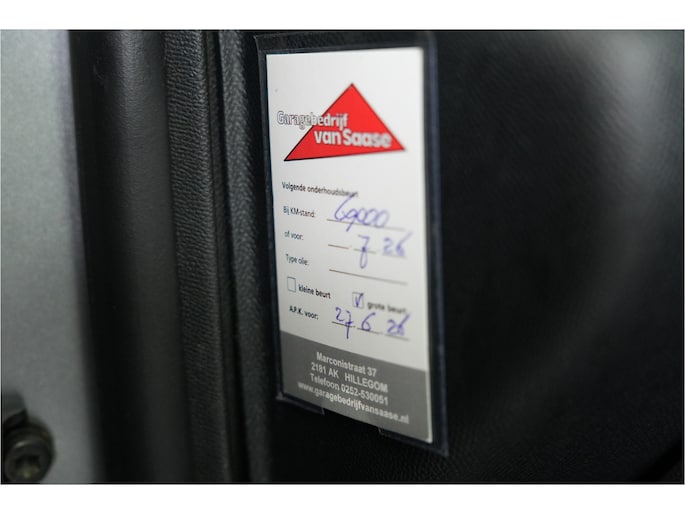 Garagebedrijf
van Saase
Volgende onderhoudsbeurt
Bij KM-stand: 69000
of voor: 7 26
Type olie:
kleine beurt grote beurt
A.P.K. voor: 27 6 26
Marconistraat 37
2181 AK HILLEGOM
Telefoon 0252-530051
www.garagebedrijfvansaase.nl